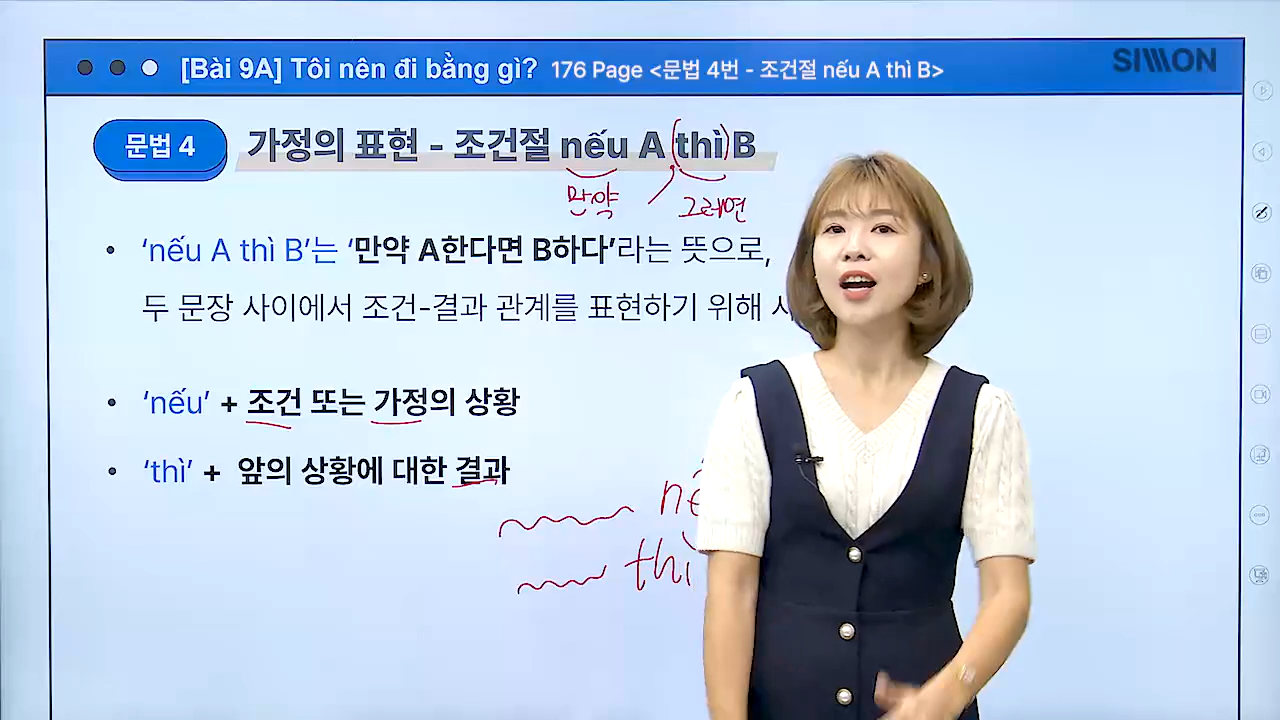 [Bài 9A] Tôi nên đi bằng gì? 176 Page <문법 4번 - 조건절 nếu A thì B>
SIWON
문법 4
가정의 표현 - 조건절 nếu A (thì) B
만약
그러면
• ‘nếu A thì B’는 ‘만약 A한다면 B하다’라는 뜻으로,
두 문장 사이에서 조건-결과 관계를 표현하기 위해
• ‘nếu’ + 조건 또는 가정의 상황
• ‘thì’ + 앞의 상황에 대한 결과
thì